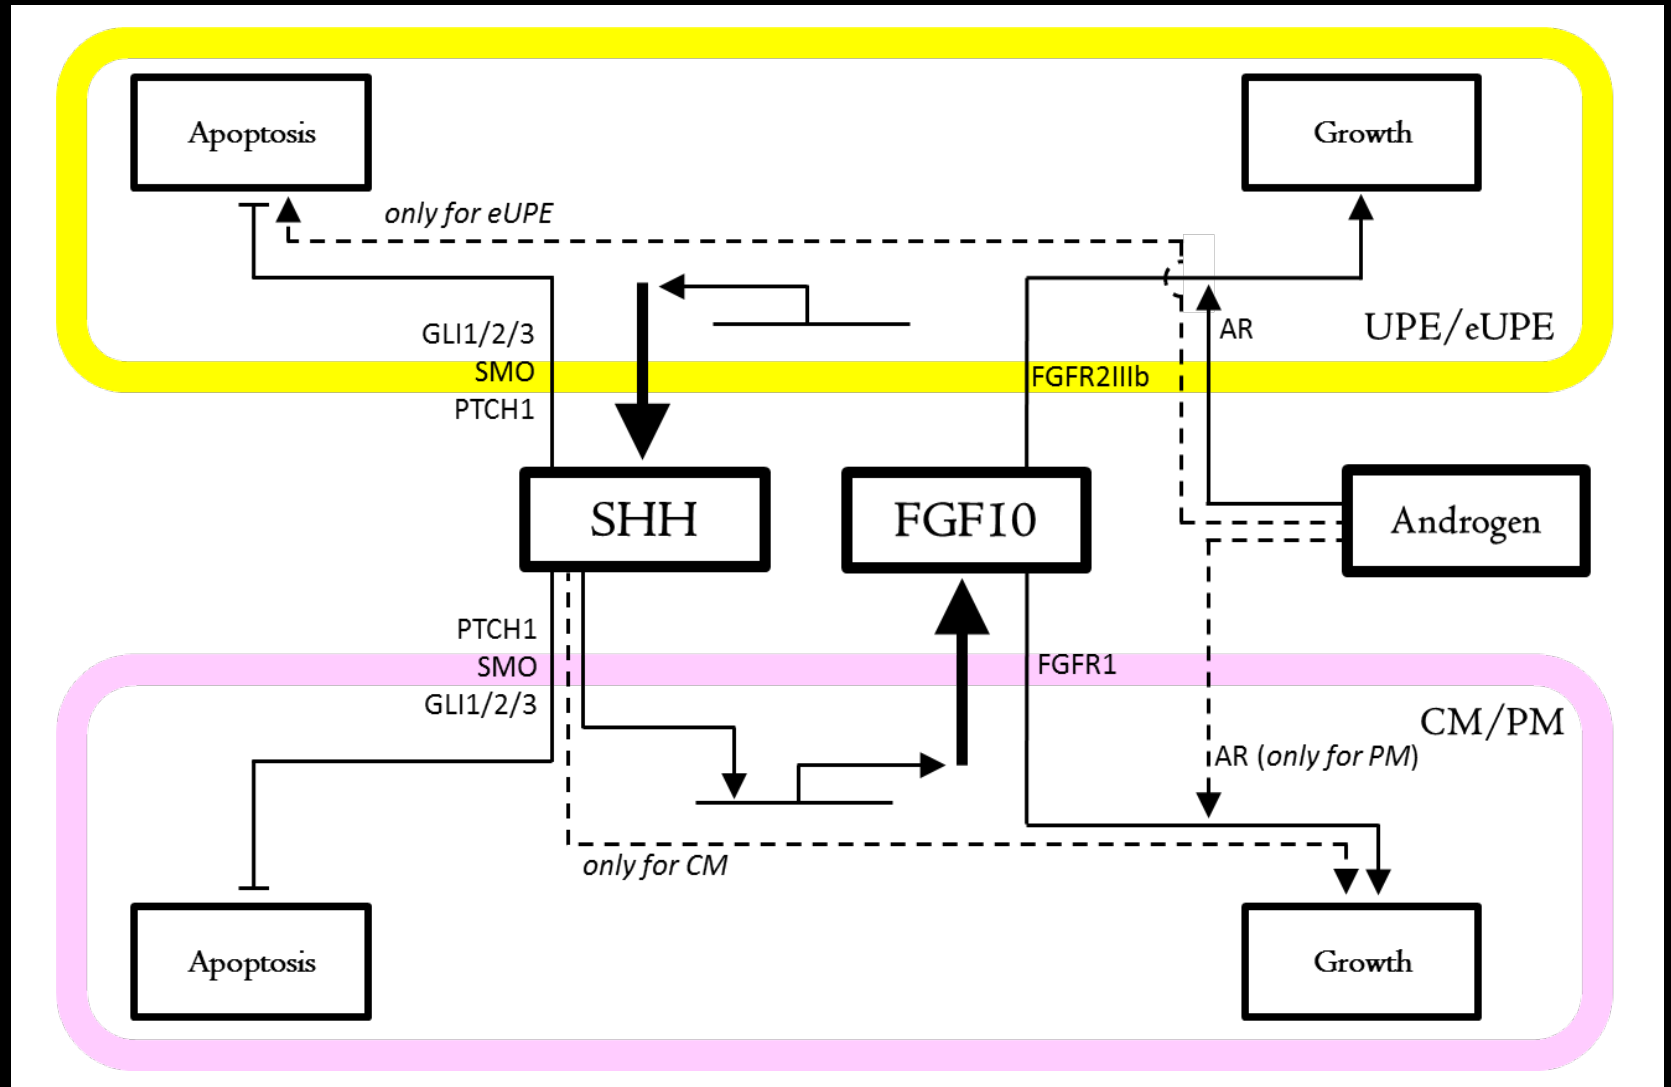 Apoptosis
Growth
only for eUPE
GLI1/2/3
AR
UPE/eUPE
SMO
FGFR2IIIb
PTCH1
SHH
FGF10
Androgen
PTCH1
SMO
FGFR1
GLI1/2/3
CM/PM
AR (only for PM)
only for CM
Apoptosis
Growth